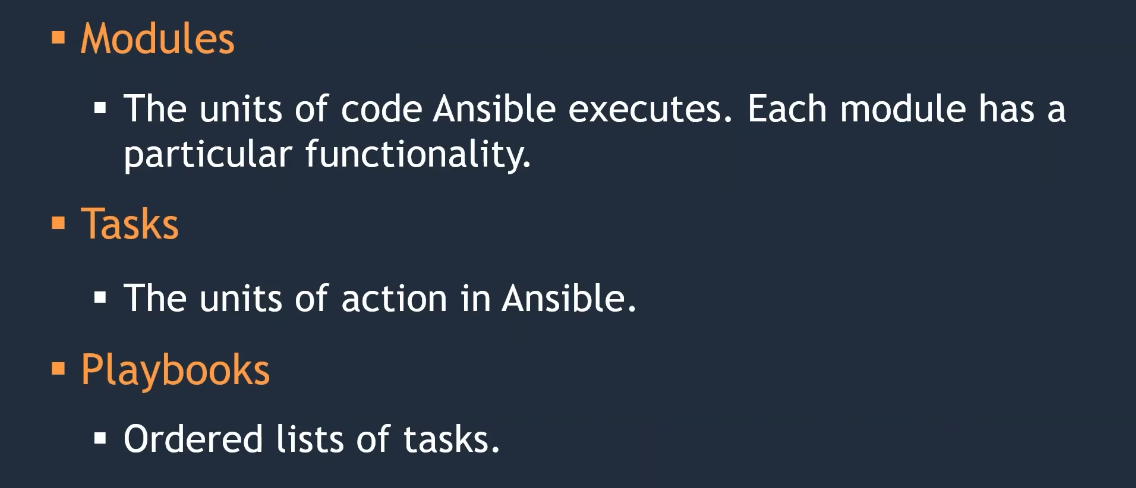 ▪ Modules
▪ The units of code Ansible executes. Each module has a
particular functionality.
▪ Tasks
▪ The units of action in Ansible.
▪ Playbooks
▪ Ordered lists of tasks.